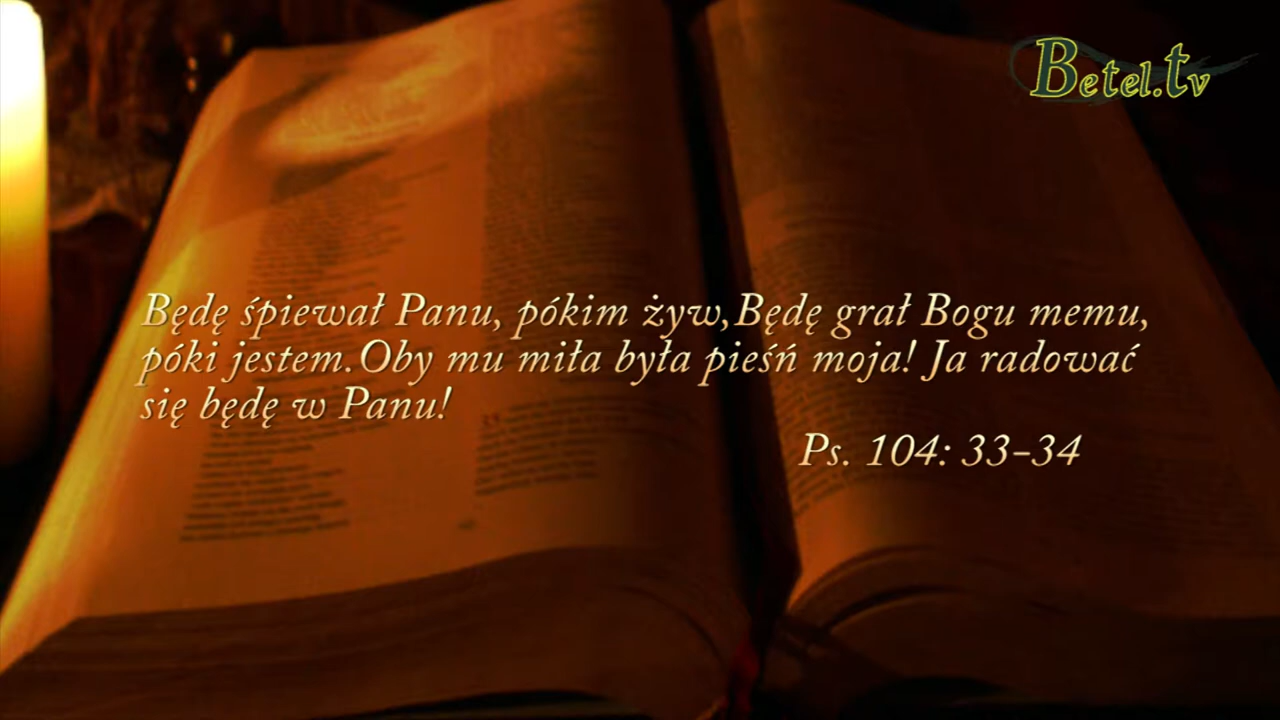 Betel.tv
Będę śpiewał Panu, pókim żyw,Będę grał Bogu memu,
póki jestem.Oby mu miła była pieśń moja! Ja radować
się będę w Panu!
Ps. 104: 33-34